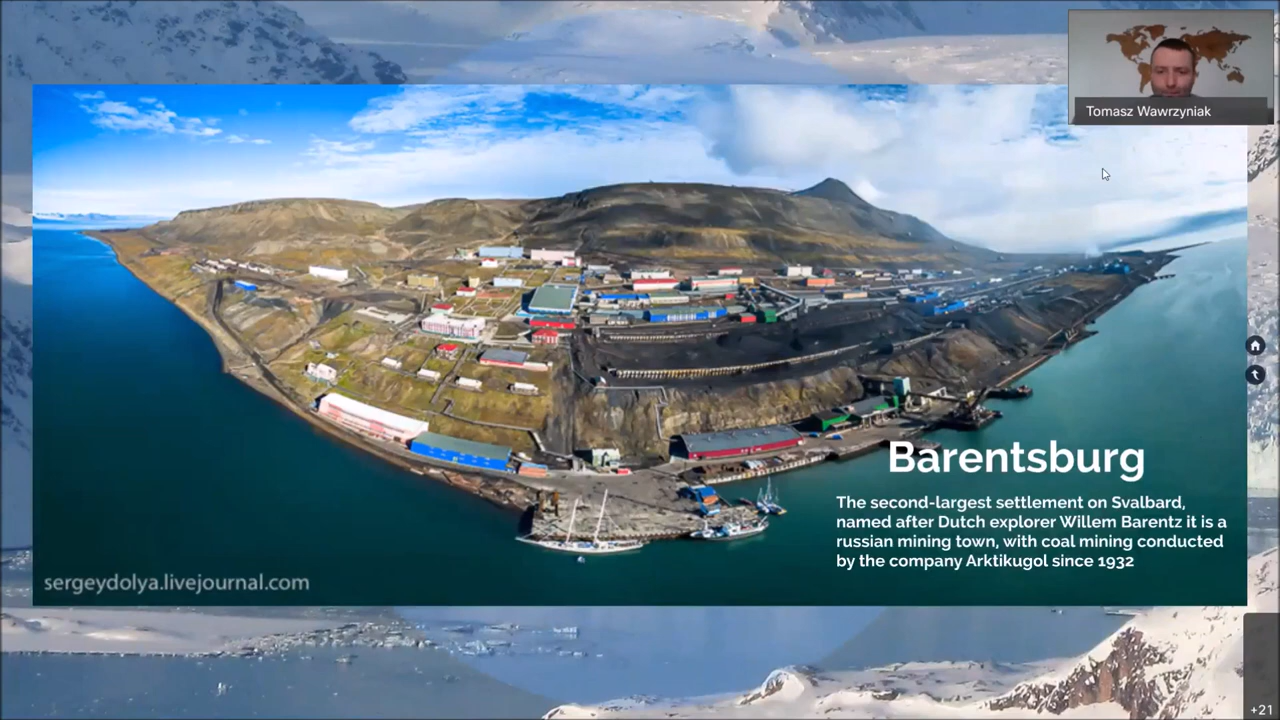 Tomasz Wawrzyniak
Barentsburg
The second-largest settlement on Svalbard,
named after Dutch explorer Willem Barentz it is a
russian mining town, with coal mining conducted
by the company Arktikugol since 1932
sergeydolya.livejournal.com
+21